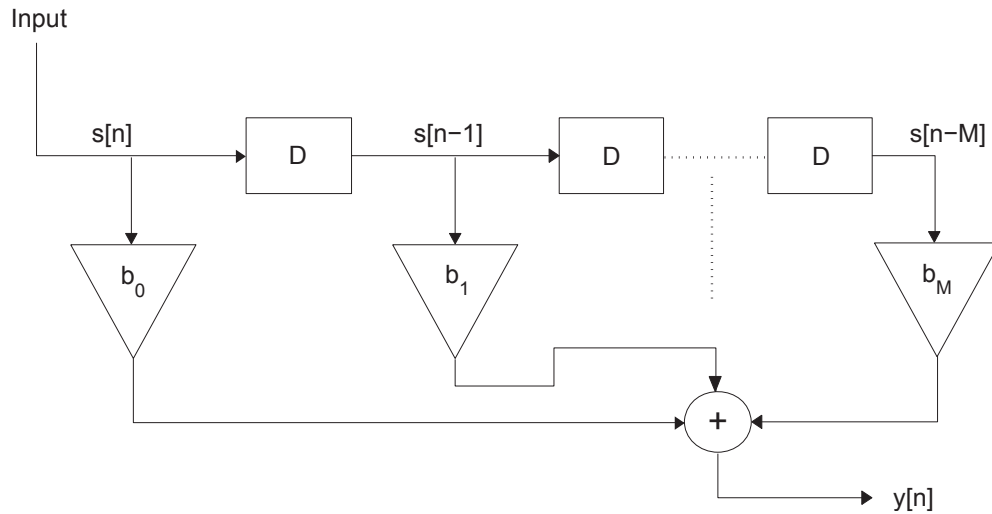 Input
s[n]
s[n−1]
s[n−M]
D
D
D
b0
b1
bM
+
y[n]